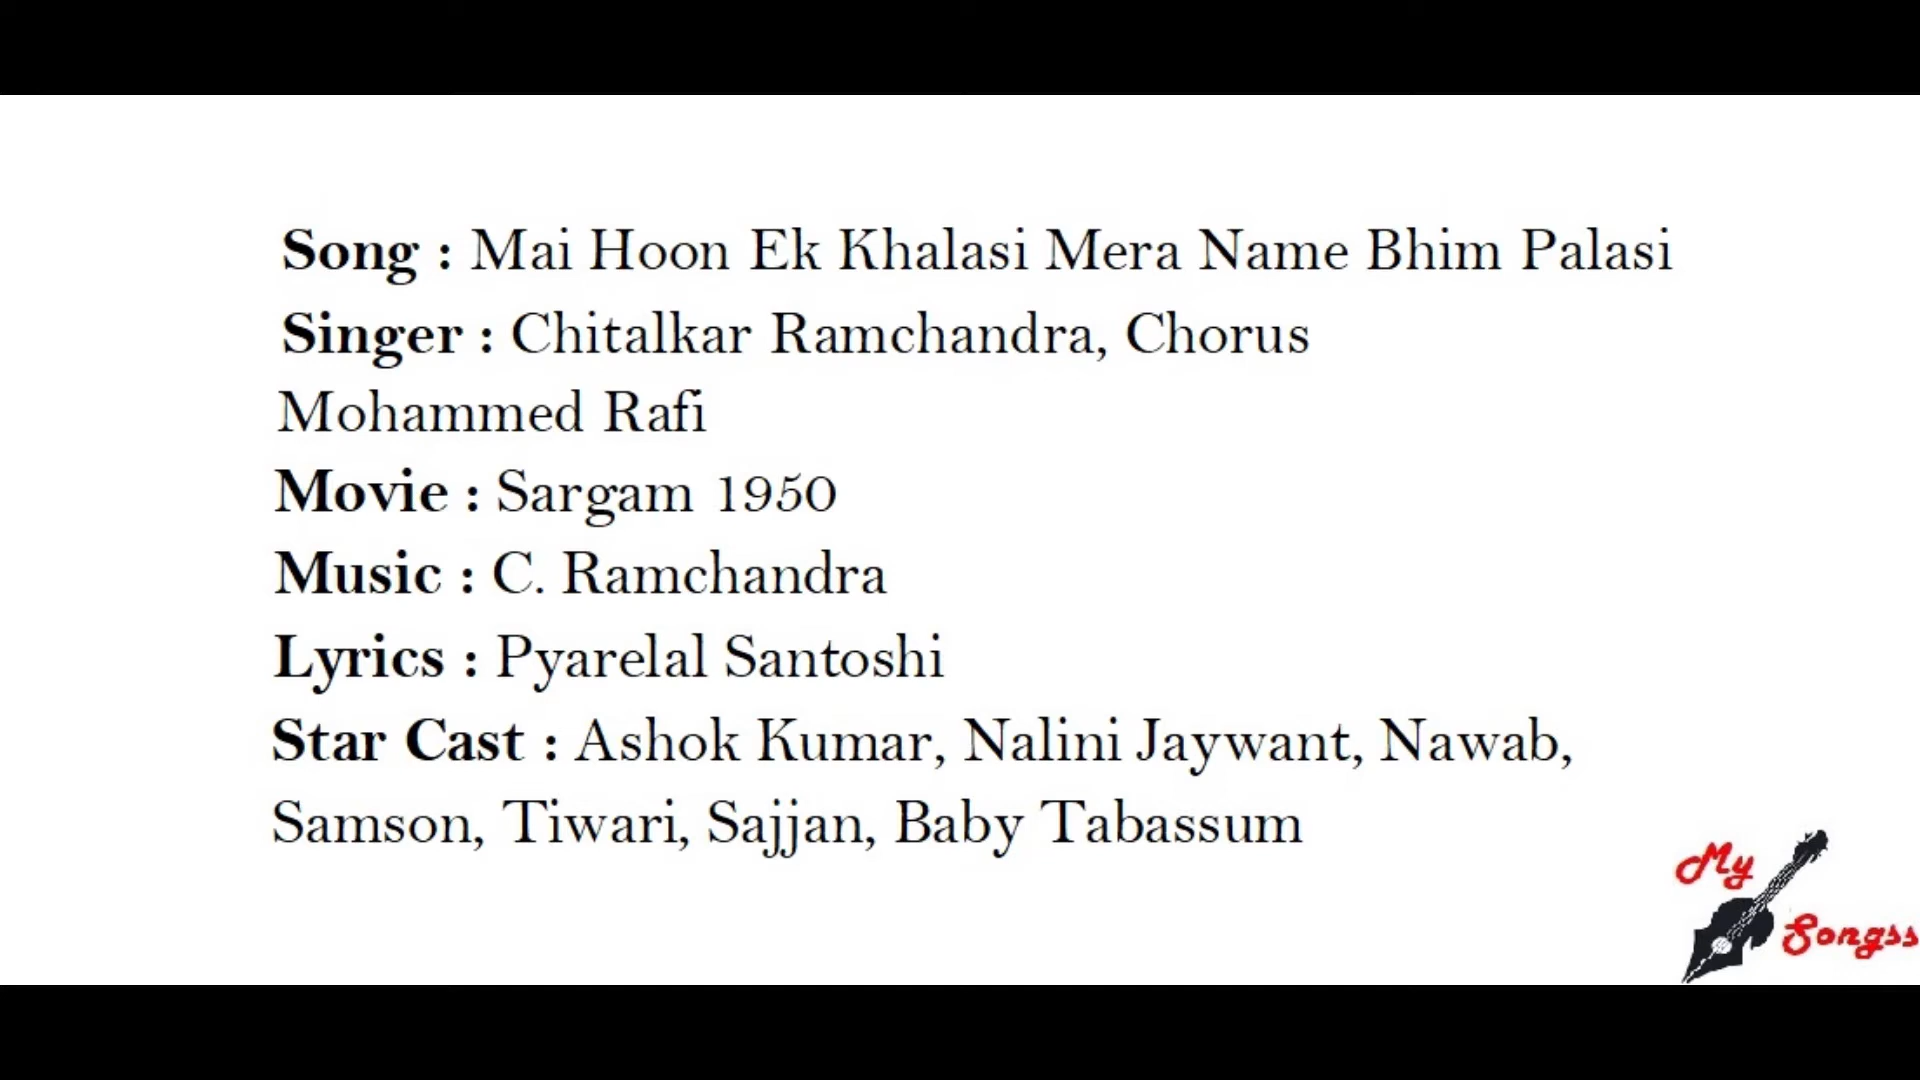 Song : Mai Hoon Ek Khalasi Mera Name Bhim Palasi
Singer : Chitalkar Ramchandra, Chorus
Mohammed Rafi
Movie : Sargam 1950
Music : C. Ramchandra
Lyrics : Pyarelal Santoshi
Star Cast : Ashok Kumar, Nalini Jaywant, Nawab,
Samson, Tiwari, Sajjan, Baby Tabassum
My
Songss